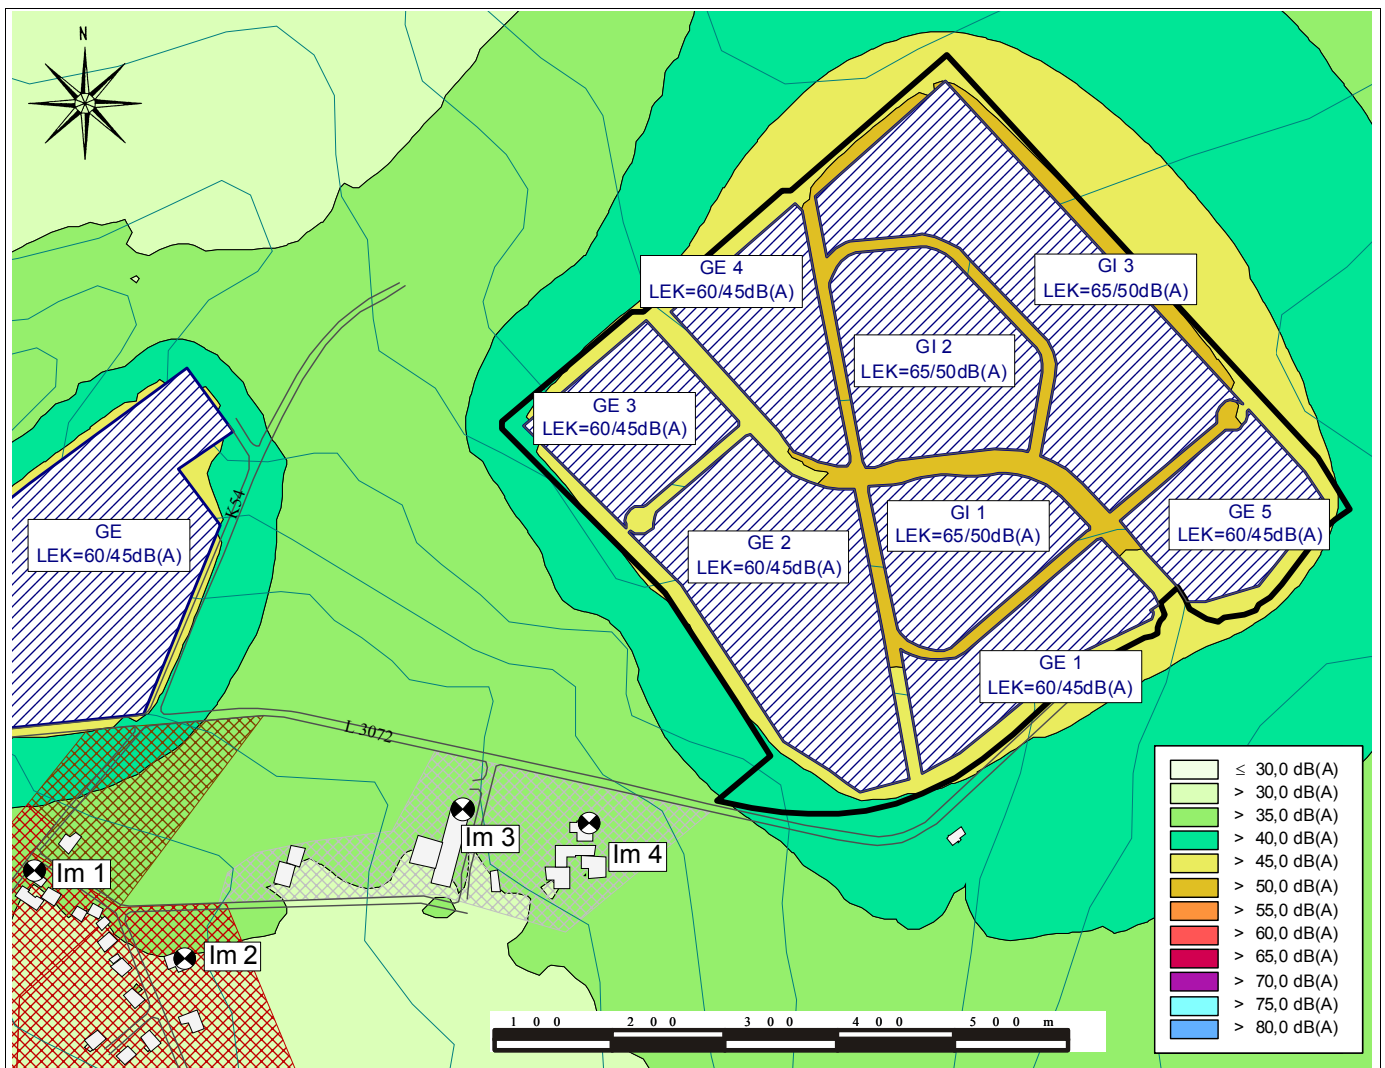 N
GE 4
LEK=60/45dB(A)
GI 3
LEK=65/50dB(A)
GI 2
LEK=65/50dB(A)
GE 3
LEK=60/45dB(A)
GE
LEK=60/45dB(A)
K54
GE 2
LEK=60/45dB(A)
GI 1
LEK=65/50dB(A)
GE 5
LEK=60/45dB(A)
GE 1
LEK=60/45dB(A)
L 3072
Im 1
Im 2
Im 3
Im 4
≤ 30,0 dB(A)
> 30,0 dB(A)
> 35,0 dB(A)
> 40,0 dB(A)
> 45,0 dB(A)
> 50,0 dB(A)
> 55,0 dB(A)
> 60,0 dB(A)
> 65,0 dB(A)
> 70,0 dB(A)
> 75,0 dB(A)
> 80,0 dB(A)
100 200 300 400 500 m